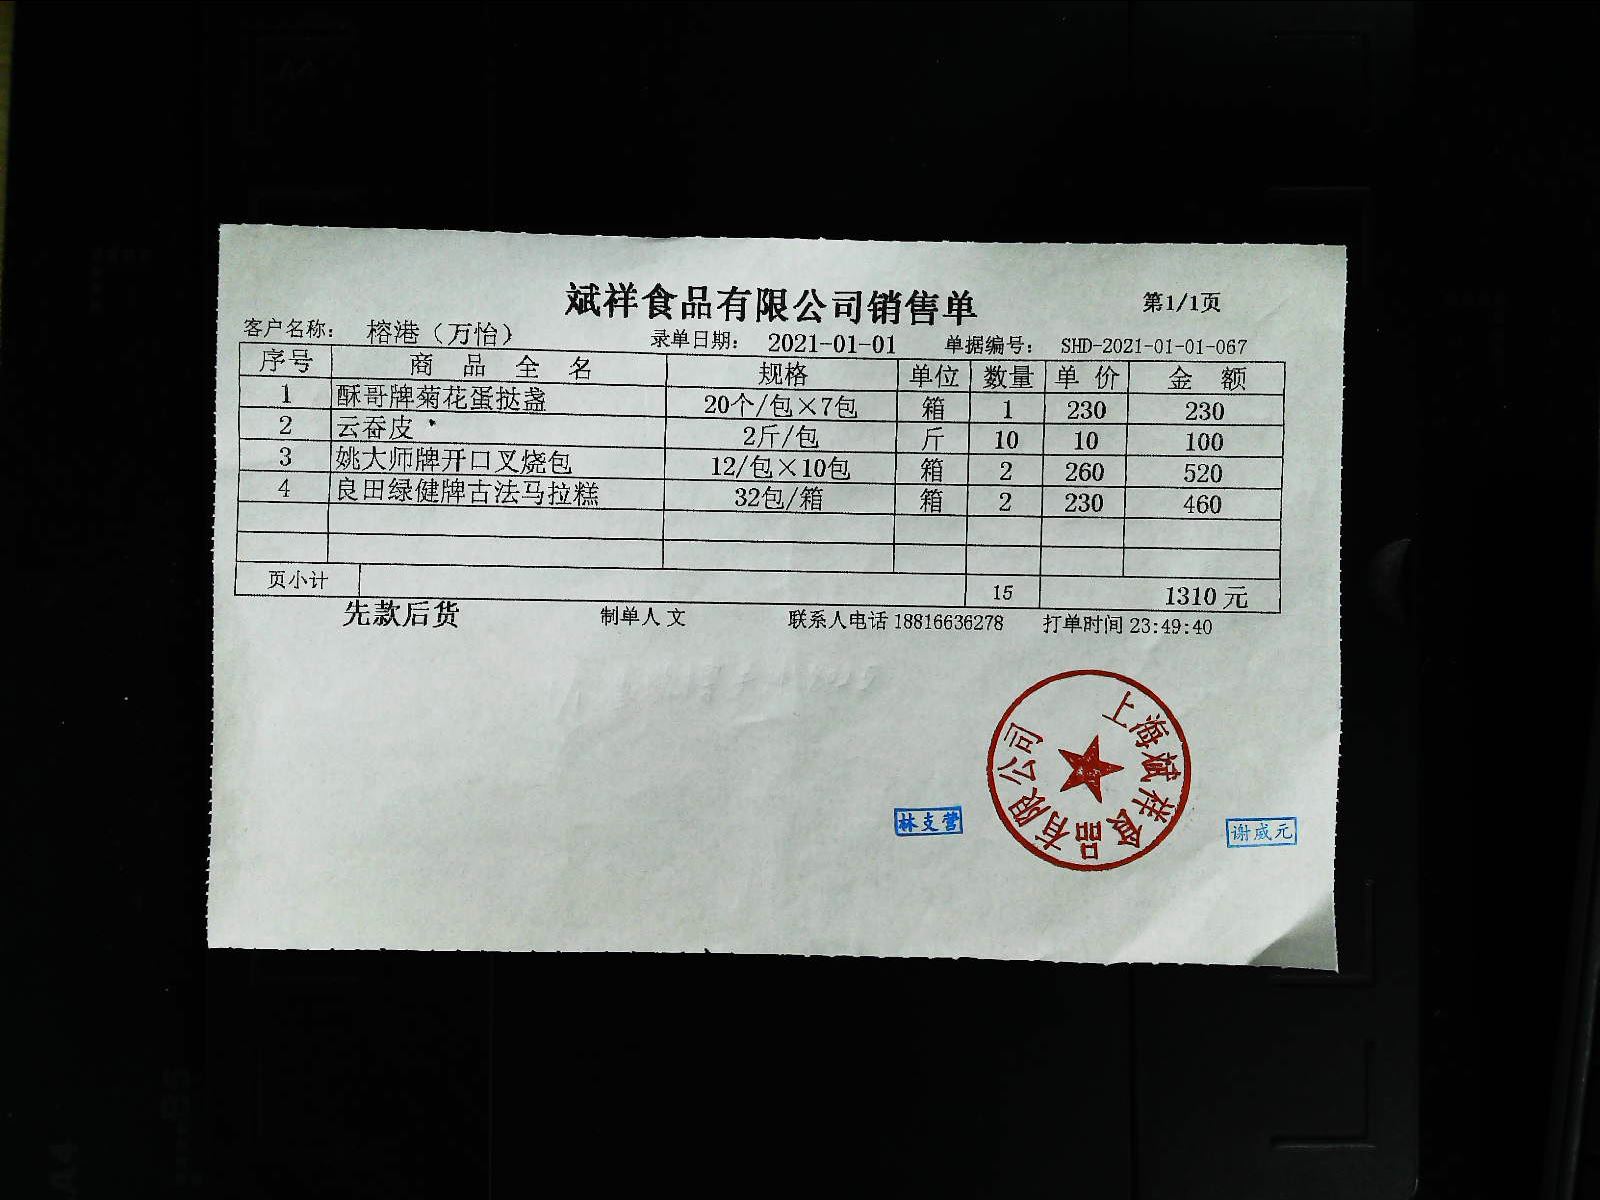 斌祥食品有限公司销售单 第1/1页
客户名称: 榕港（万怡） 录单日期: 2021-01-01 单据编号: SHD-2021-01-01-067
序号 商品全名 规格 单位 数量 单价 金额
1 酥哥牌菊花蛋挞盏 20个/包×7包 箱 1 230 230
2 云吞皮 2斤/包 斤 10 10 100
3 姚大师牌开口叉烧包 12/包×10包 箱 2 260 520
4 良田绿健牌古法马拉糕 32包/箱 箱 2 230 460
页小计 15 1310元
先款后货 制单人 文 联系人电话 18816636278 打单时间 23:49:40
上海斌祥食品有限公司
林支营
谢威元